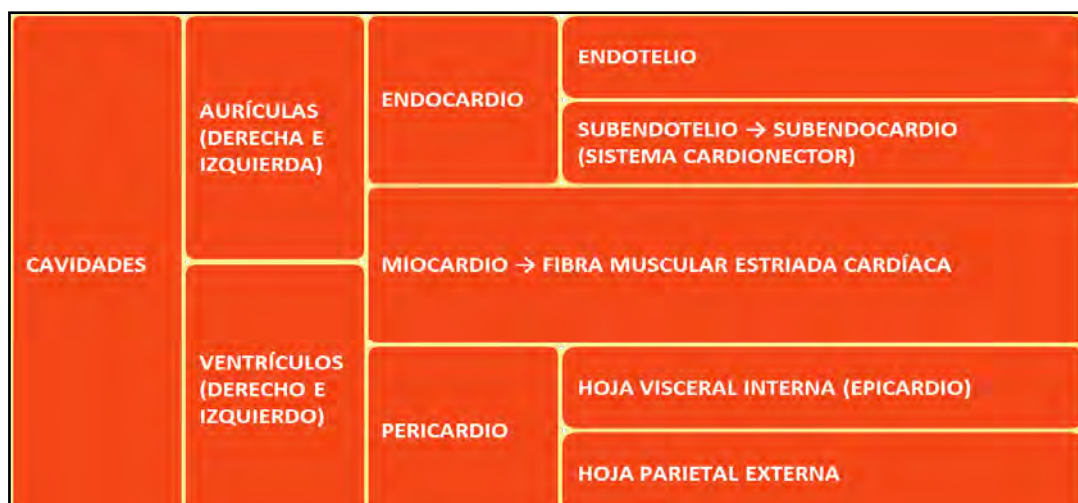 CAVIDADES
AURÍCULAS
(DERECHA E
IZQUIERDA)
VENTRÍCULOS
(DERECHO E
IZQUIERDO)
ENDOCARDIO
ENDOTELIO
SUBENDOTELIO → SUBENDOCARDIO
(SISTEMA CARDIONECTOR)
MIOCARDIO → FIBRA MUSCULAR ESTRIADA CARDÍACA
PERICARDIO
HOJA VISCERAL INTERNA (EPICARDIO)
HOJA PARIETAL EXTERNA